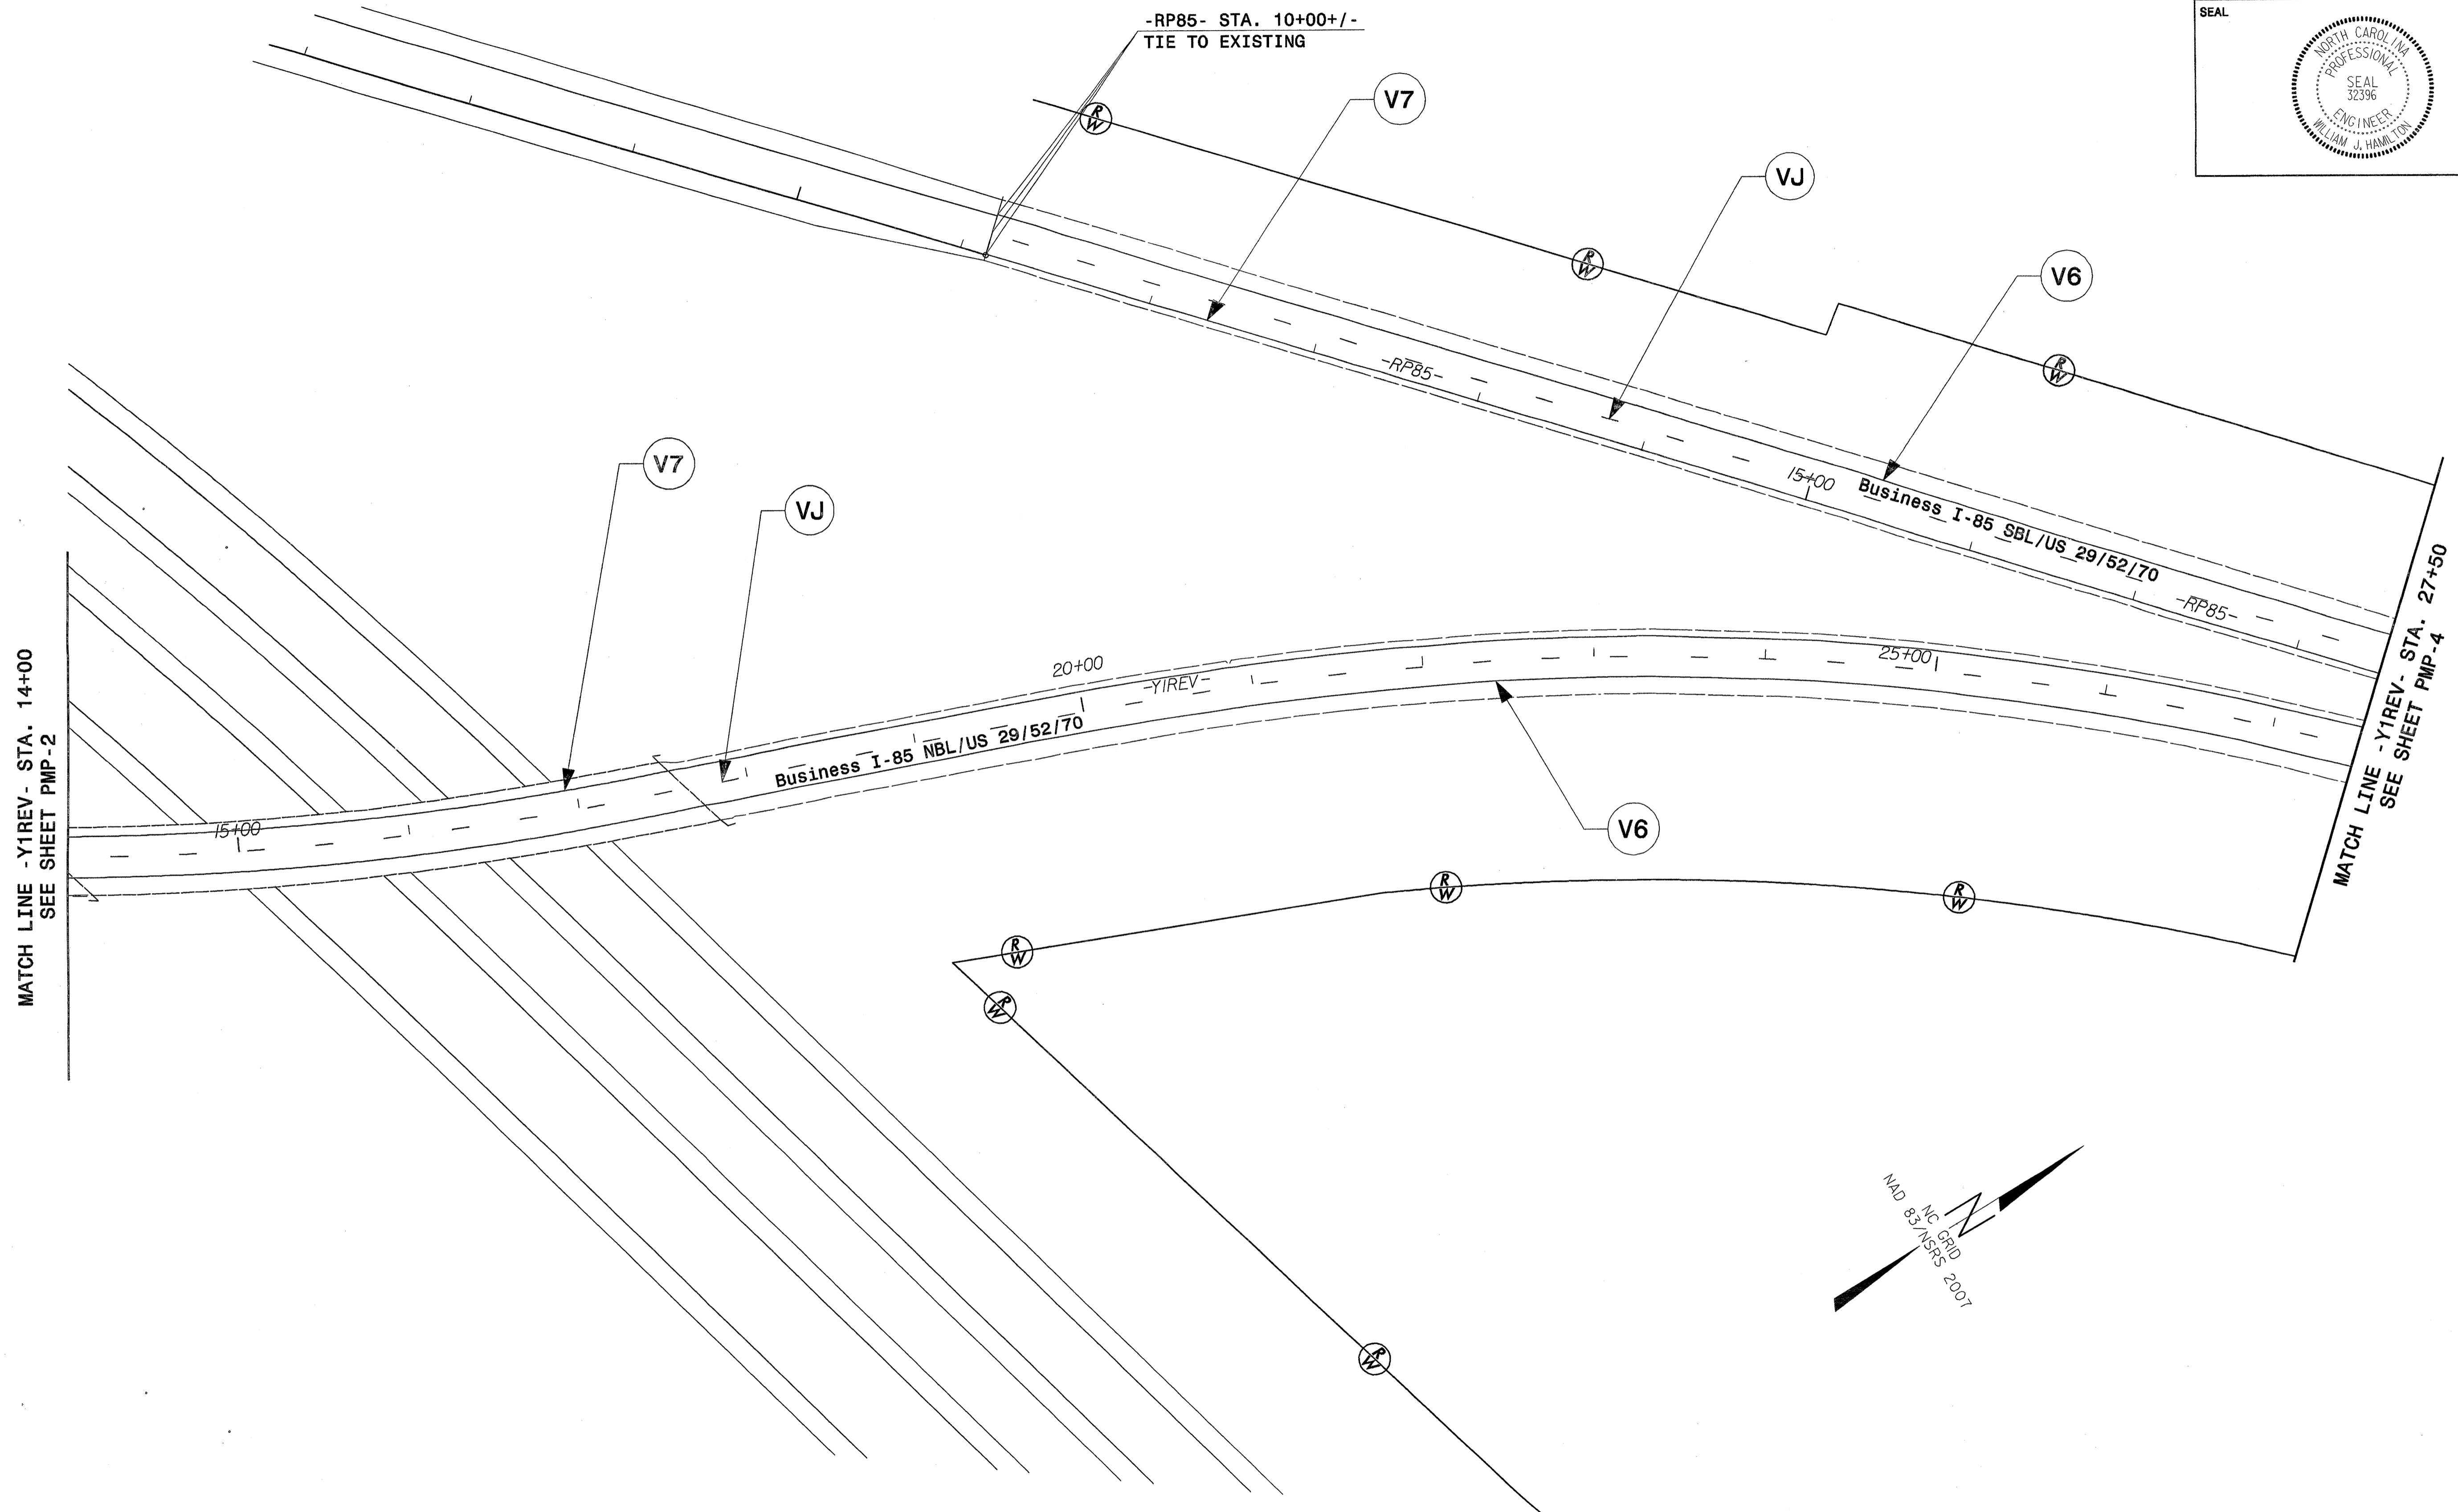 -RP85- STA. 10+00+/-
TIE TO EXISTING
SEAL
NORTH CAROLINA
PROFESSIONAL
SEAL
32396
ENGINEER
WILLIAM J. HAMILTON
R
W
V7
VJ
R
W
V6
R
W
-RP85-
15+00
Business I-85 SBL/US 29/52/70
-RP85-
V7
VJ
MATCH LINE -Y1REV- STA. 14+00
SEE SHEET PMP-2
MATCH LINE -Y1REV- STA. 27+50
SEE SHEET PMP-4
20+00
-Y1REV-
25+00
Business I-85 NBL/US 29/52/70
15+00
V6
R
W
R
W
R
W
R
W
R
W
N
NC GRID
NAD 83/NSRS 2007